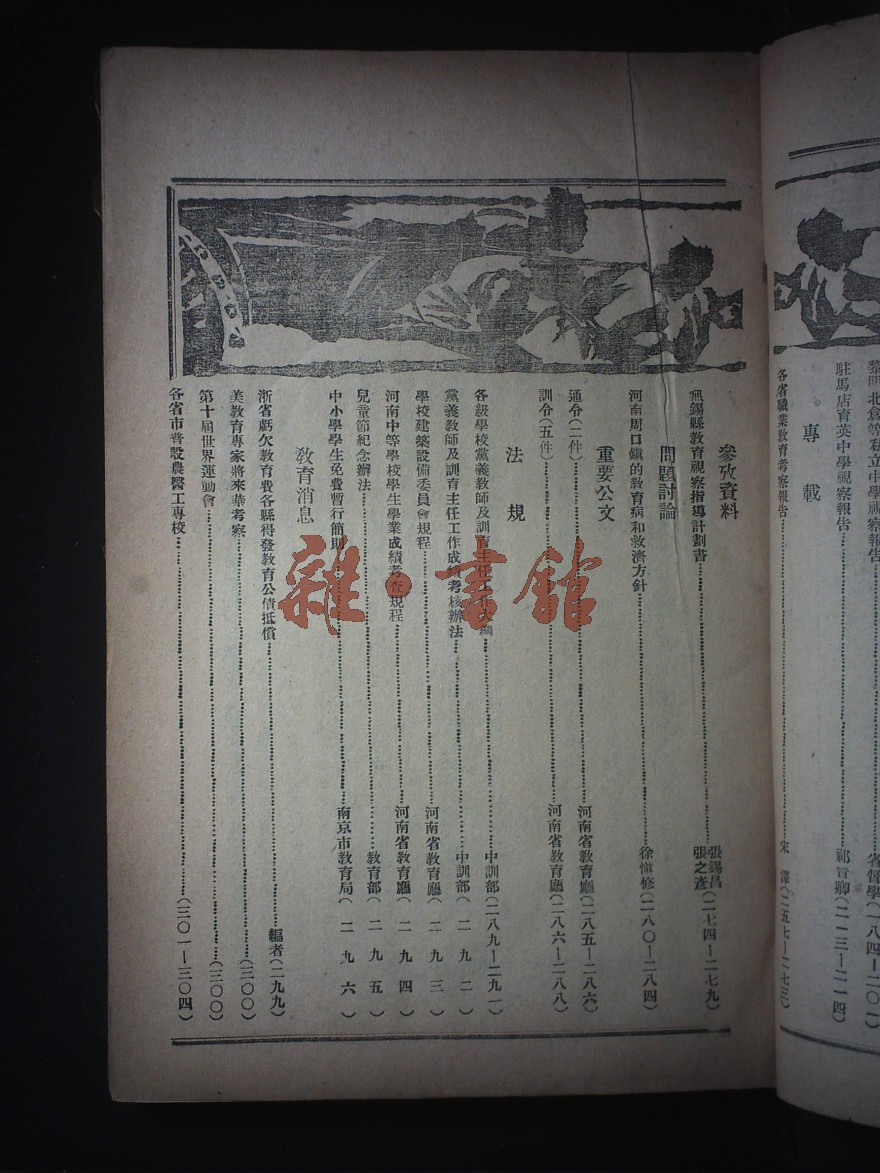 北倉等私立中學視察報告…………省督學(一八四—二〇一)
駐馬店育英中學視察報告…………祁 卿(二一三—二一四)
專載
各省職業教育考察報告…………宋 (二五七—二七三)
參攷資料
無錫縣教育視察指導計劃書…………張錫昌 張之彥(二七四—二七九)
問題討論
河南周口鎮的教育病和救濟方針…………徐愼修(二八〇—二八四)
重要公文
通令(二件)…………河南省教育廳(二八五—二八六)
訓令(五件)…………河南省教育廳(二八六—二八八)
法規
各級學校黨義教師及訓育主任工作大綱…………中訓部(二八九—二九一)
黨義教師及訓育主任工作成績考核辦法…………中訓部(二九二)
學校建築設備委員會規程…………河南省教育廳(二九三)
河南中等學校學生學業成績考查規程…………河南省教育廳(二九四)
兒童節紀念辦法…………教育部(二九五)
中小學學生免費暫行簡則…………南京市教育局(二九六)
教育消息
浙省虧欠教育費各縣得發教育公債抵償…………編者(二九九)
美教育專家將來華考察…………(三〇〇)
第十屆世界運動會…………(三〇〇)
各省市普設農醫工專校…………(三〇一—三〇四)
雜·書館